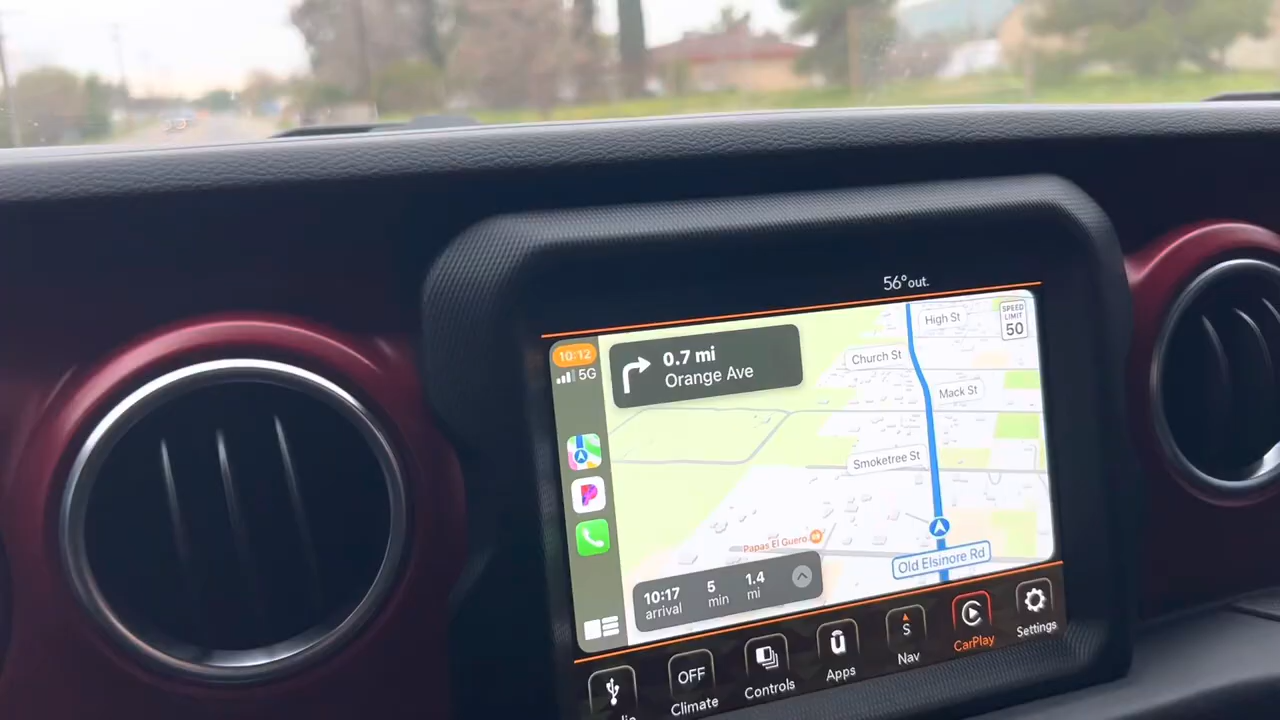 56° out.
10:12
5G
0.7 mi
Orange Ave
High St
SPEED
LIMIT
50
Church St
Mack St
Smoketree St
Papas El Guero
Old Elsinore Rd
10:17
arrival
5
min
1.4
mi
OFF
Climate
Controls
Apps
S
Nav
CarPlay
Settings